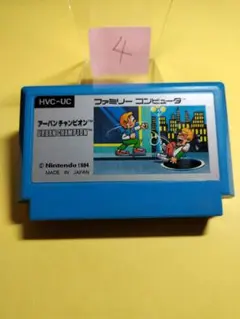 4
HVC-UC
ファミリー コンピュータ
アーバンチャンピオン
URBAN CHAMPION™
© Nintendo 1984
MADE IN JAPAN